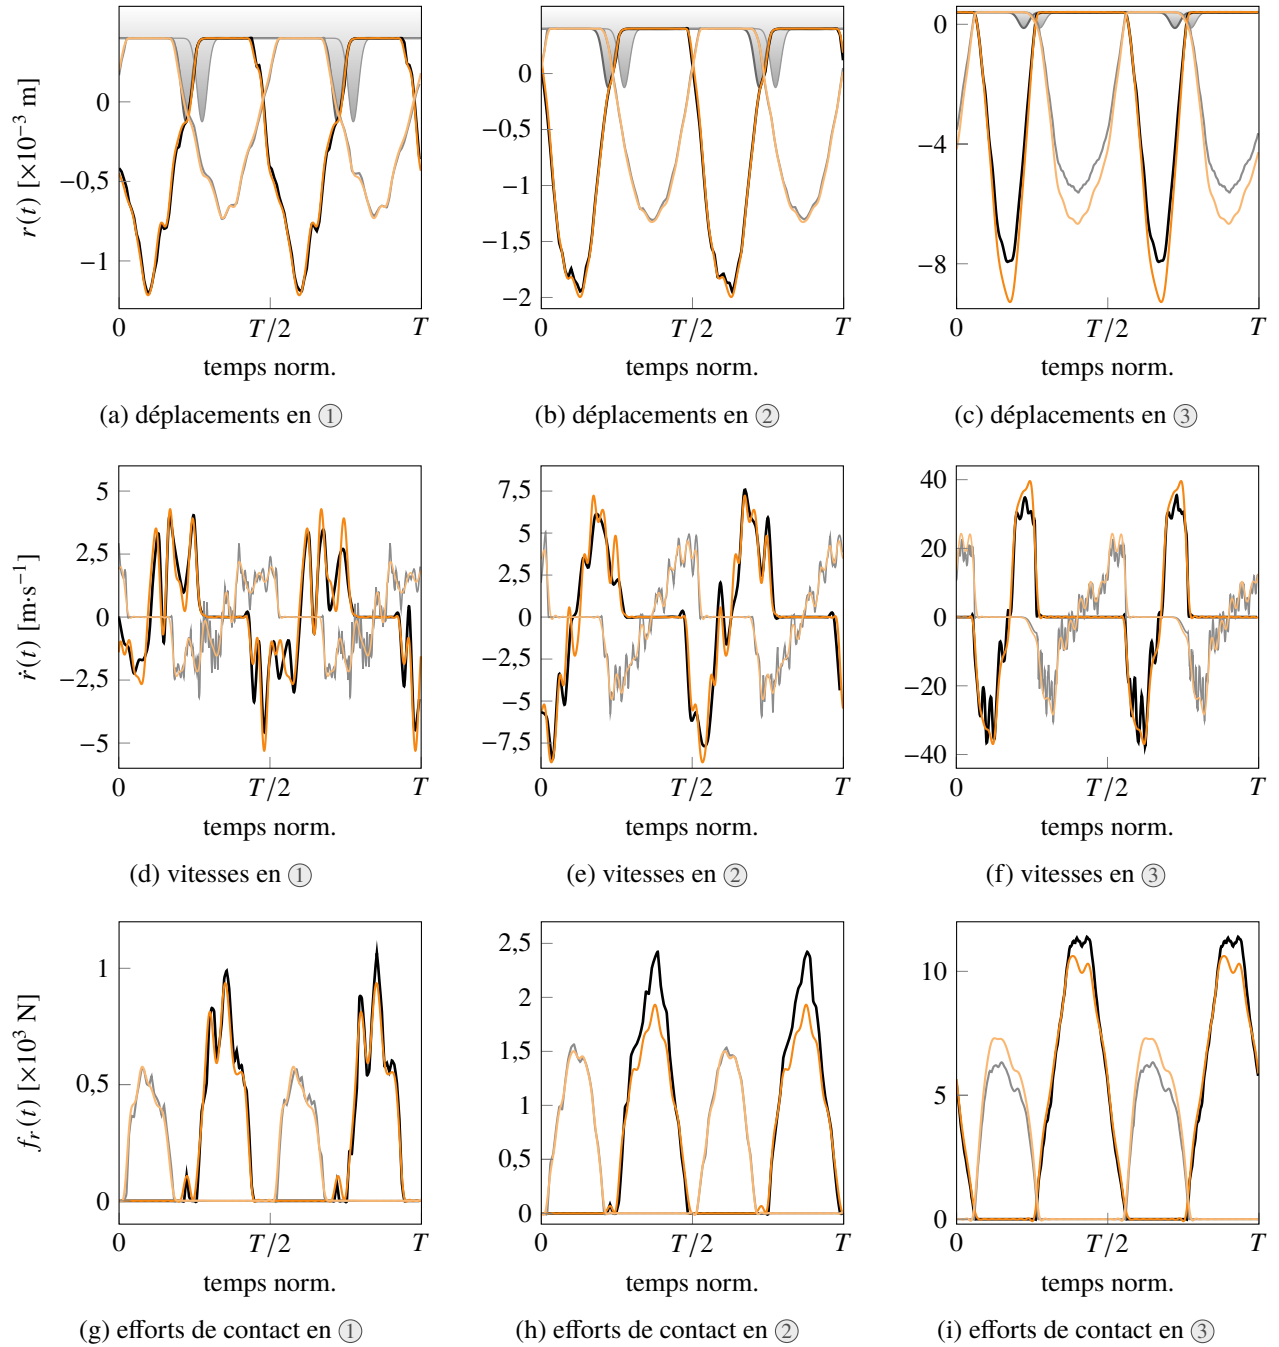 r(t) [×10⁻³ m]
0
−0,5
−1
0
T/2
T
temps norm.
(a) déplacements en ①
0
−0,5
−1
−1,5
−2
0
T/2
T
temps norm.
(b) déplacements en ②
0
−4
−8
0
T/2
T
temps norm.
(c) déplacements en ③
ṙ(t) [m·s⁻¹]
5
2,5
0
−2,5
−5
0
T/2
T
temps norm.
(d) vitesses en ①
7,5
5
2,5
0
−2,5
−5
−7,5
0
T/2
T
temps norm.
(e) vitesses en ②
40
20
0
−20
−40
0
T/2
T
temps norm.
(f) vitesses en ③
fᵣ(t) [×10³ N]
1
0,5
0
0
T/2
T
temps norm.
(g) efforts de contact en ①
2,5
2
1,5
1
0,5
0
0
T/2
T
temps norm.
(h) efforts de contact en ②
10
5
0
0
T/2
T
temps norm.
(i) efforts de contact en ③